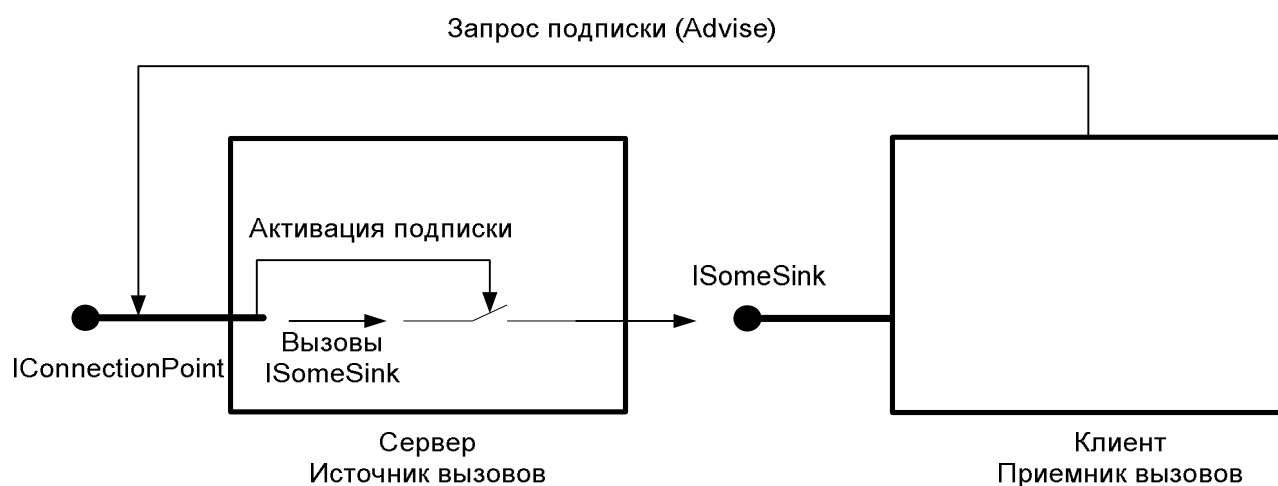 Запрос подписки (Advise)
Активация подписки
ISomeSink
Вызовы
ISomeSink
IConnectionPoint
Сервер
Источник вызовов
Клиент
Приемник вызовов